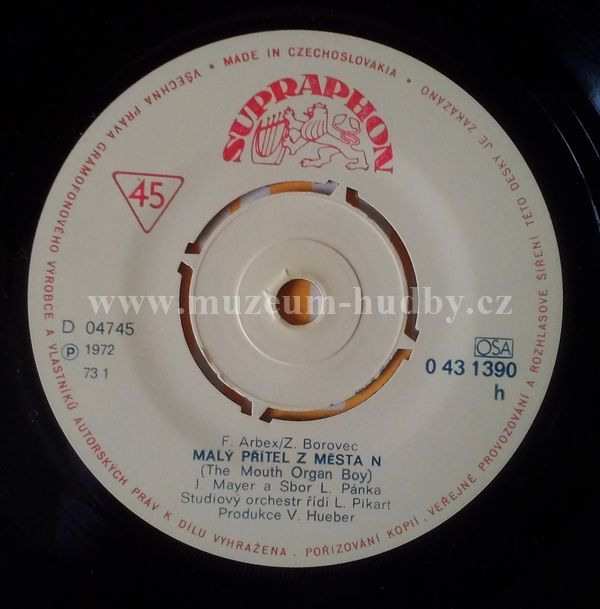 VŠECHNA PRÁVA GRAMOFONOVÉHO VÝROBCE A VLASTNÍKŮ AUTORSKÝCH PRÁV K DÍLU VYHRAŽENA. POŘIZOVÁNÍ KOPIÍ, VEŘEJNÉ PROVOZOVÁNÍ A ROZHLASOVÉ ŠÍŘENÍ TÉTO DESKY JE ZAKÁZÁNO • MADE IN CZECHOSLOVAKIA •
SUPRAPHON
45
www.muzeum-hudby.cz
D 04745
P 1972
73 1
OSA
0 43 1390
h
F. Arbex/Z. Borovec
MALÝ PŘÍTEL Z MĚSTA N
(The Mouth Organ Boy)
J. Mayer a Sbor L. Pánka
Studiový orchestr řídí L. Pikart
Produkce V. Hueber